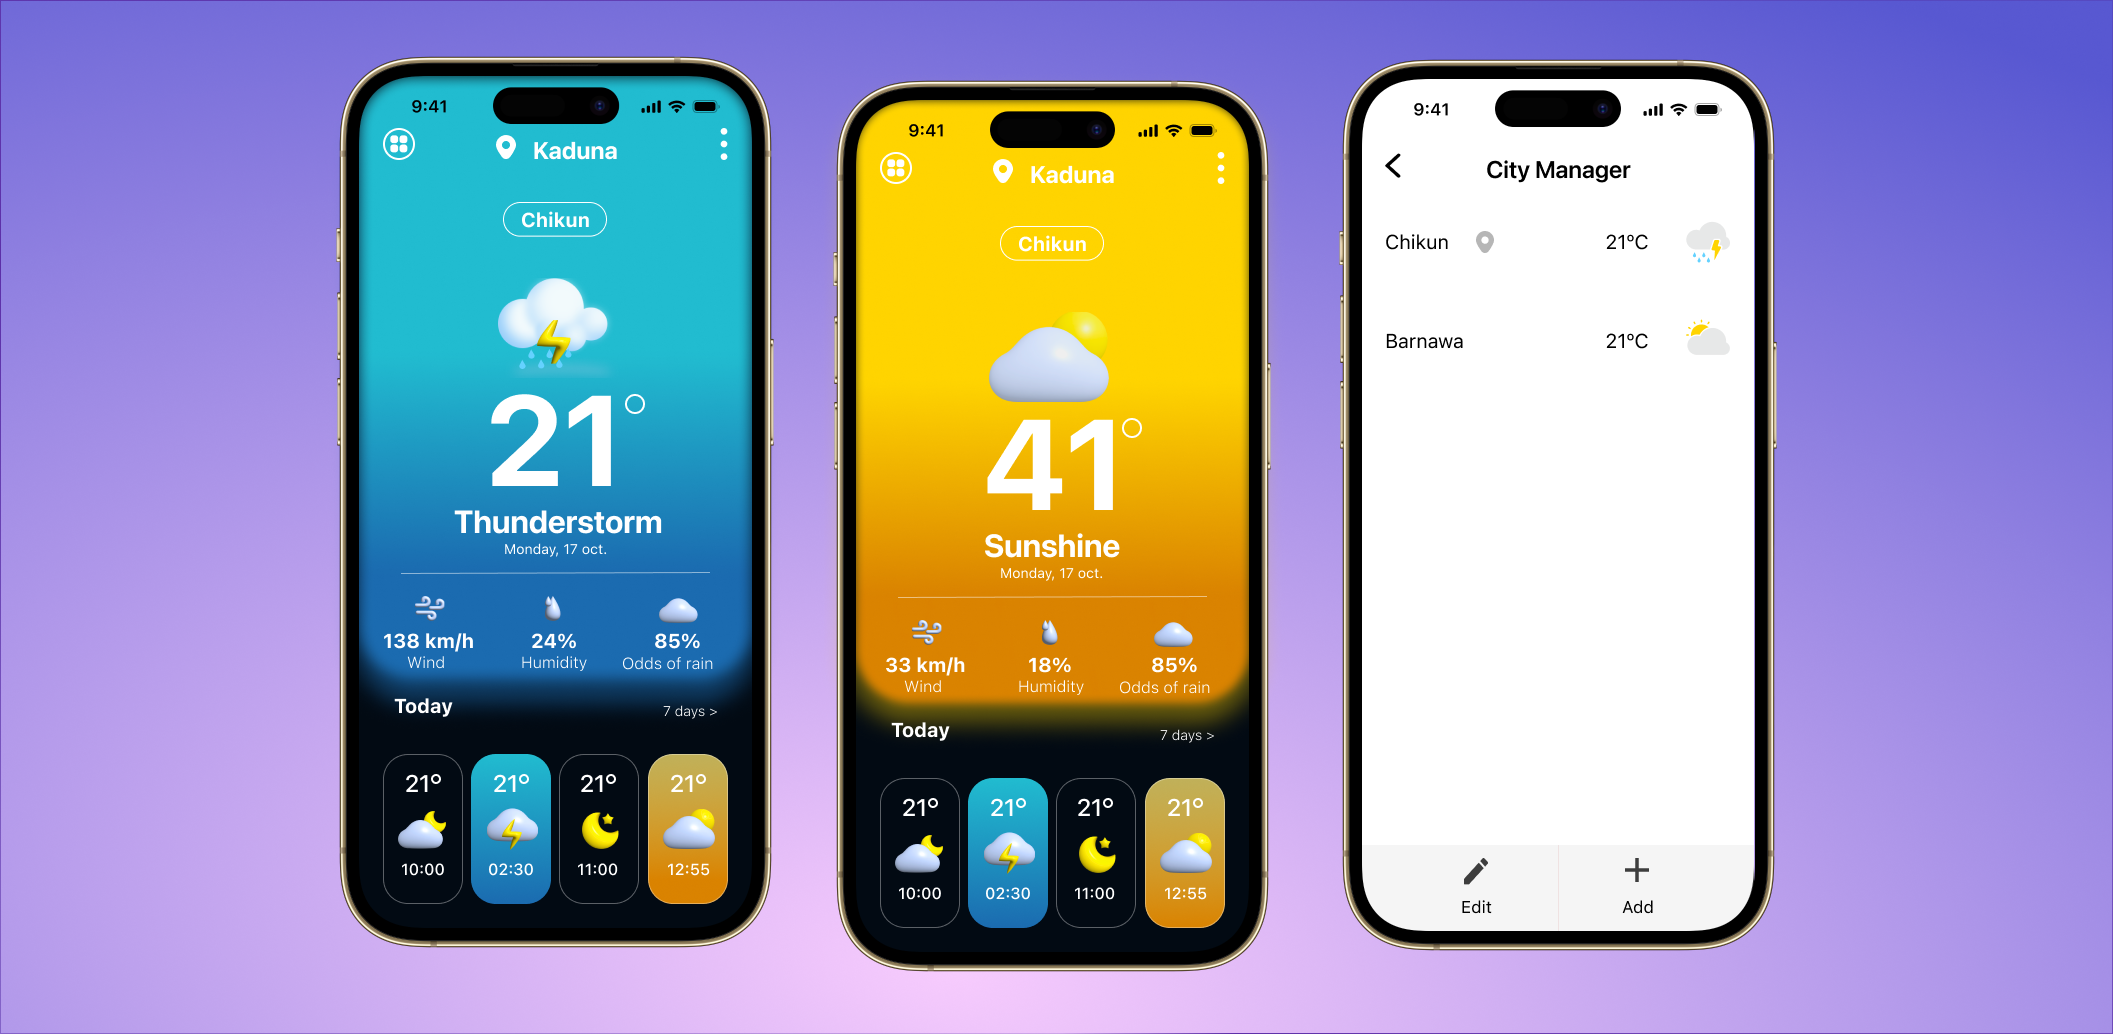 9:41
Kaduna
Chikun
21°
Thunderstorm
Monday, 17 oct.
138 km/h
24%
85%
Wind
Humidity
Odds of rain
Today
7 days >
21°
21°
21°
21°
10:00
02:30
11:00
12:55
9:41
Kaduna
Chikun
41°
Sunshine
Monday, 17 oct.
33 km/h
18%
85%
Wind
Humidity
Odds of rain
Today
7 days >
21°
21°
21°
21°
10:00
02:30
11:00
12:55
9:41
City Manager
Chikun 21°C
Barnawa 21°C
Edit
Add